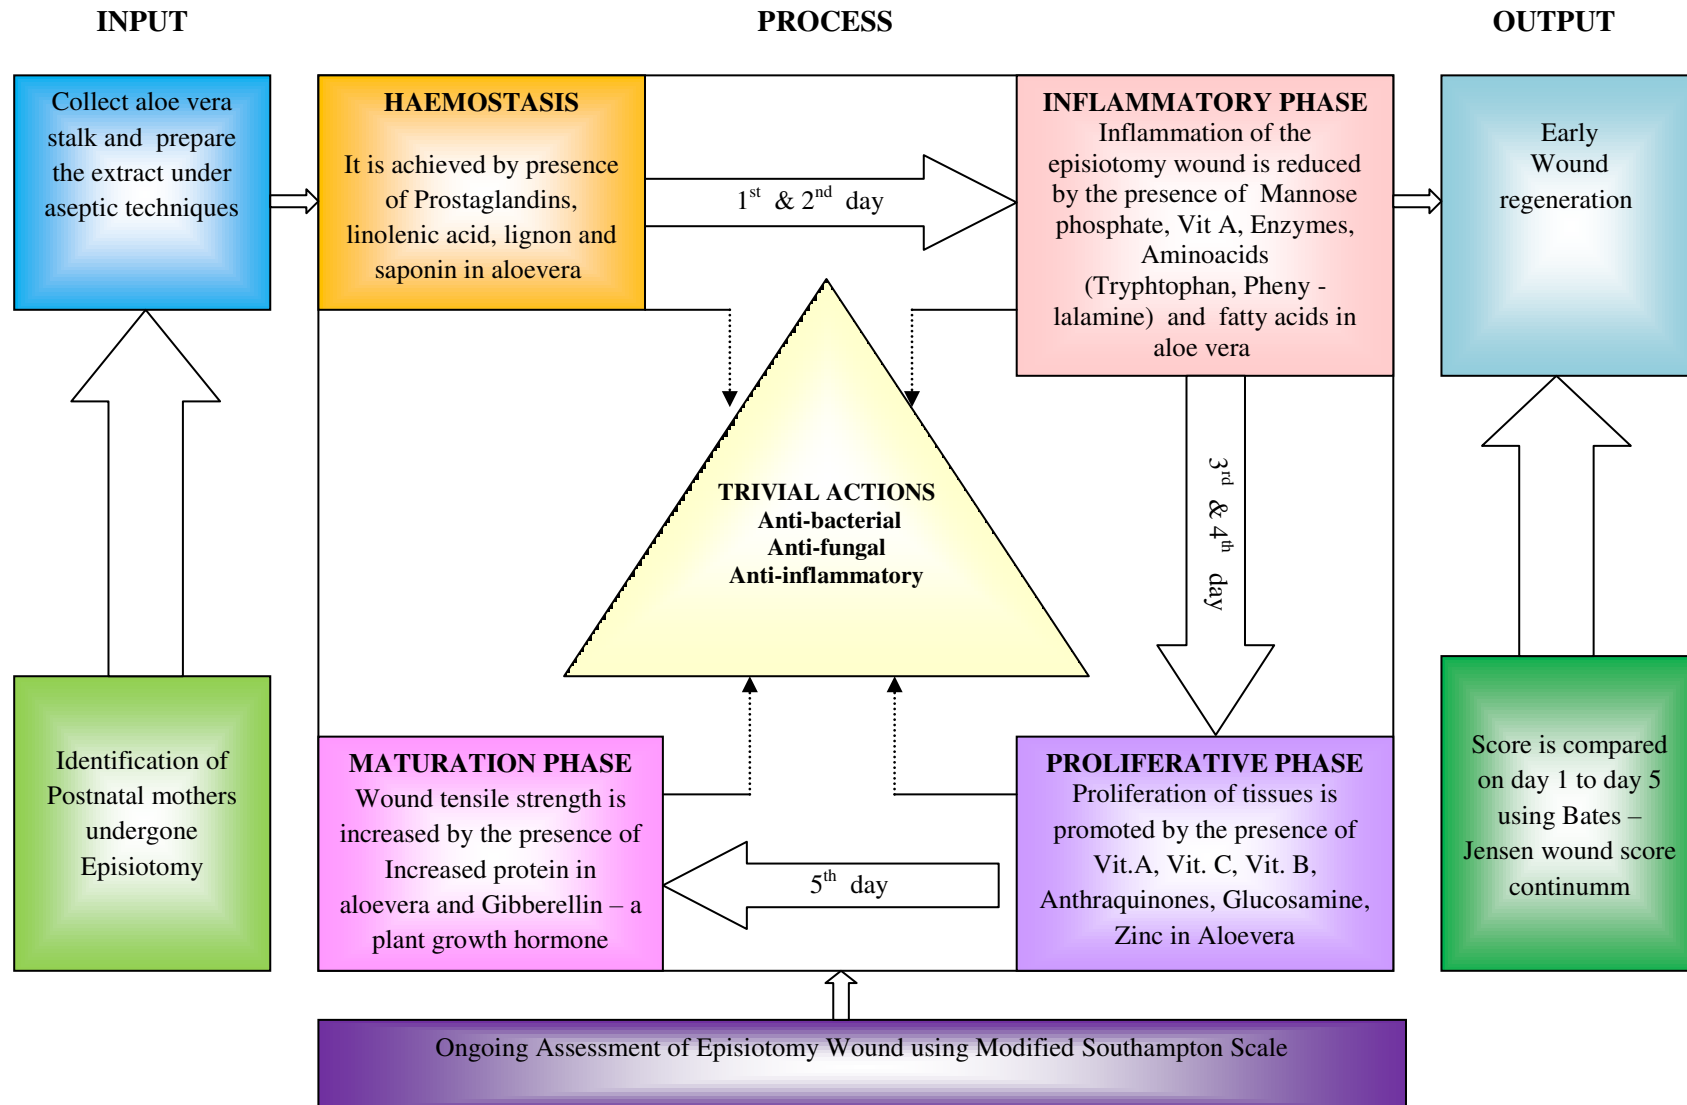 INPUT
PROCESS
OUTPUT
Collect aloe vera
stalk and prepare
the extract under
aseptic techniques
HAEMOSTASIS
It is achieved by presence
of Prostaglandins,
linolenic acid, lignon and
saponin in aloevera
1st & 2nd day
INFLAMMATORY PHASE
Inflammation of the
episiotomy wound is reduced
by the presence of Mannose
phosphate, Vit A, Enzymes,
Aminoacids
(Tryphtophan, Pheny -
lalamine) and fatty acids in
aloe vera
Early
Wound
regeneration
TRIVIAL ACTIONS
Anti-bacterial
Anti-fungal
Anti-inflammatory
3rd & 4th day
Identification of
Postnatal mothers
undergone
Episiotomy
MATURATION PHASE
Wound tensile strength is
increased by the presence of
Increased protein in
aloevera and Gibberellin – a
plant growth hormone
5th day
PROLIFERATIVE PHASE
Proliferation of tissues is
promoted by the presence of
Vit.A, Vit. C, Vit. B,
Anthraquinones, Glucosamine,
Zinc in Aloevera
Score is compared
on day 1 to day 5
using Bates –
Jensen wound score
continumm
Ongoing Assessment of Episiotomy Wound using Modified Southampton Scale